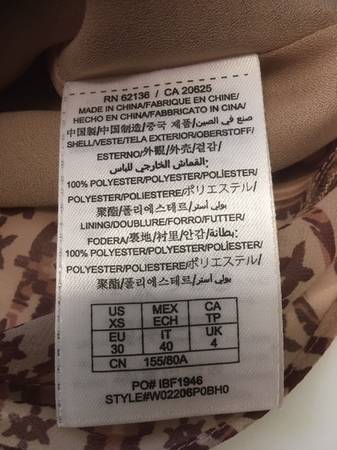 RN 62136 / CA 20625
MADE IN CHINA/FABRIQUE EN CHINE/
HECHO EN CHINA/FABBRICATO IN CINA/
中国製/中国制造/중국 제품/صنع في الصين
SHELL/VESTE/TELA EXTERIOR/OBERSTOFF/
ESTERNO/外観/外壳/겉감/
القماش الخارجي للباس:
100% POLYESTER/POLYESTER/POLIÉSTER/
POLYESTER/POLIESTERE/ポリエステル/
聚酯/폴리에스테르/بولي أستر
LINING/DOUBLURE/FORRO/FUTTER/
FODERA/裏地/衬里/안감/بطانة:
100% POLYESTER/POLYESTER/POLIÉSTER/
POLYESTER/POLIESTERE/ポリエステル/
聚酯/폴리에스테르/بولي أستر
US MEX CA
XS ECH TP
EU IT UK
30 40 4
CN 155/80A
PO# IBF1946
STYLE#W02206P0BH0